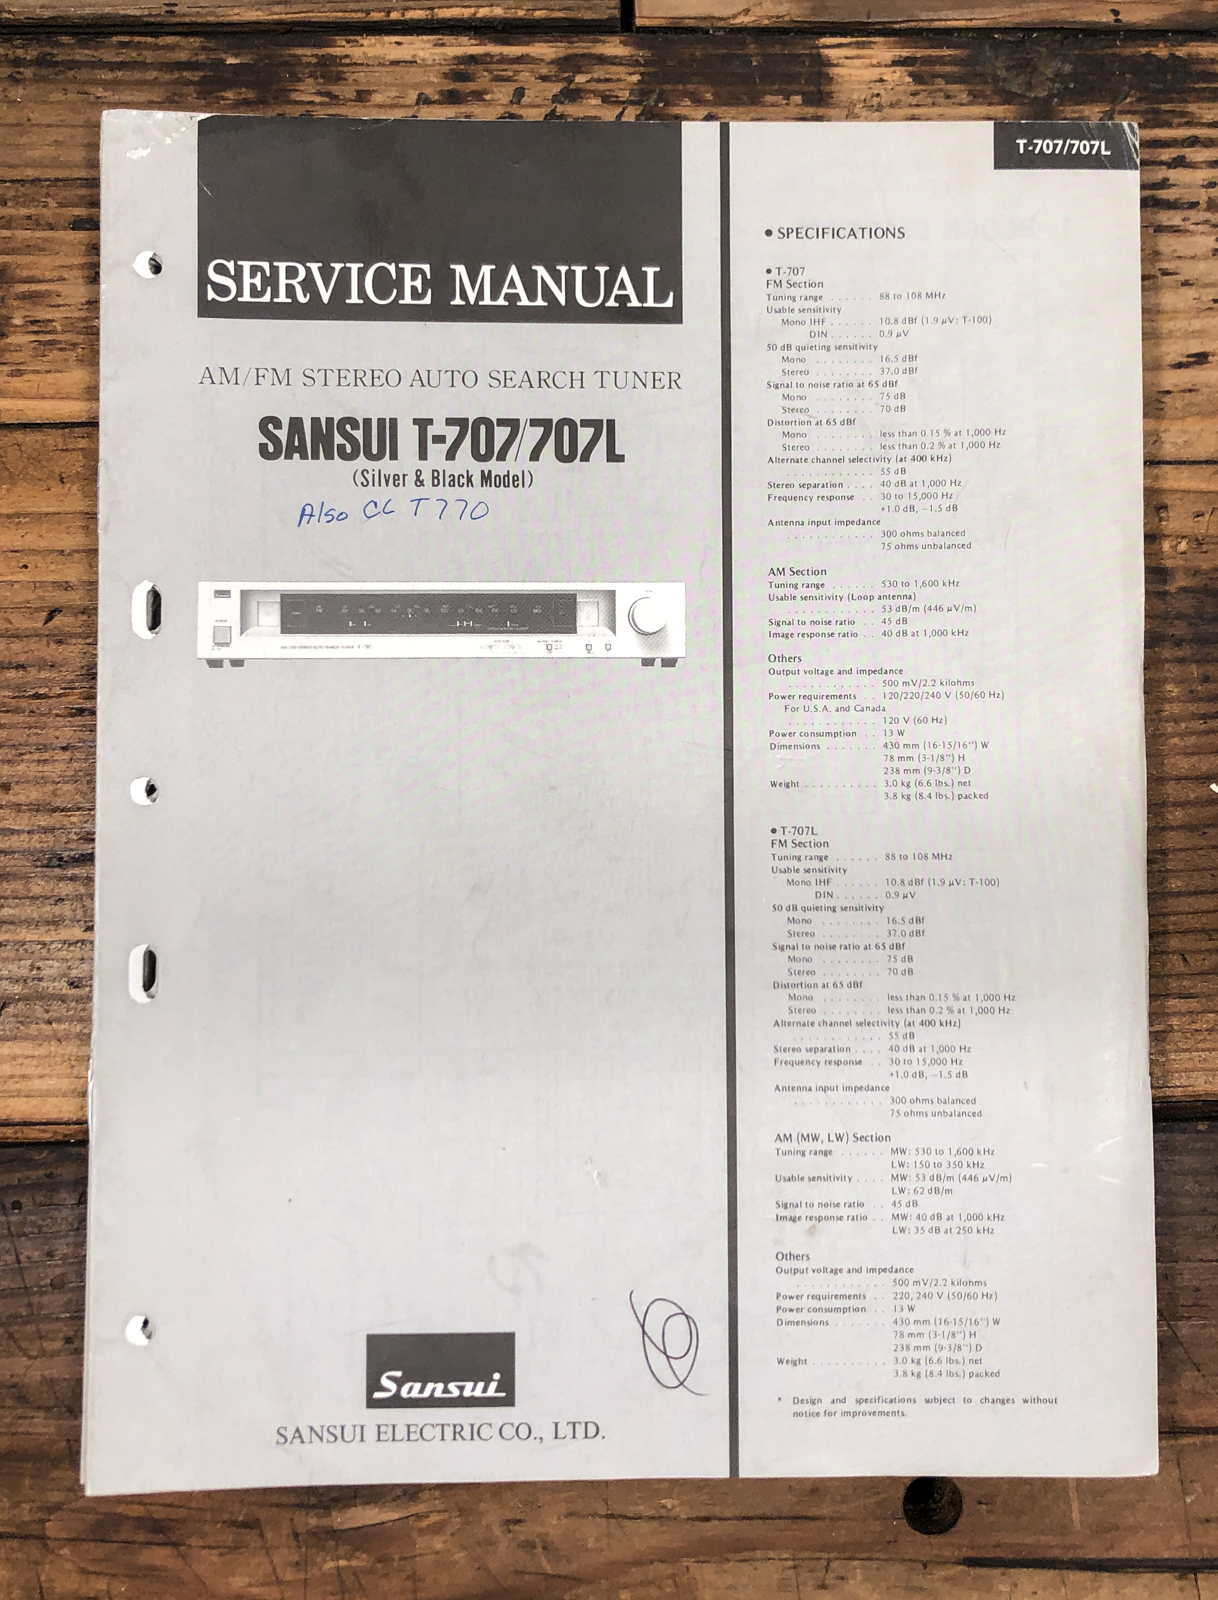 SERVICE MANUAL
AM/FM STEREO AUTO SEARCH TUNER
SANSUI T-707/707L
(Silver & Black Model)
Also CC T770
Sansui
SANSUI ELECTRIC CO., LTD.
T-707/707L
● SPECIFICATIONS
● T-707
FM Section
Tuning range . . . . . . 88 to 108 MHz
Usable sensitivity
Mono IHF . . . . . . 10.8 dBf (1.9 μV: T-100)
DIN . . . . . . 0.9 μV
50 dB quieting sensitivity
Mono . . . . . . . . 16.5 dBf
Stereo . . . . . . . . 37.0 dBf
Signal to noise ratio at 65 dBf
Mono . . . . . . . . 75 dB
Stereo . . . . . . . . 70 dB
Distortion at 65 dBf
Mono . . . . . . . . less than 0.15 % at 1,000 Hz
Stereo . . . . . . . . less than 0.2 % at 1,000 Hz
Alternate channel selectivity (at 400 kHz)
. . . . . . . . . . . . 55 dB
Stereo separation . . . . 40 dB at 1,000 Hz
Frequency response . . 30 to 15,000 Hz
+1.0 dB, −1.5 dB
Antenna input impedance
. . . . . . . . . . . . 300 ohms balanced
75 ohms unbalanced
AM Section
Tuning range . . . . . . 530 to 1,600 kHz
Usable sensitivity (Loop antenna)
. . . . . . . . . . . . 53 dB/m (446 μV/m)
Signal to noise ratio . . 45 dB
Image response ratio . . 40 dB at 1,000 kHz
Others
Output voltage and impedance
. . . . . . . . . . . . 500 mV/2.2 kilohms
Power requirements . . 120/220/240 V (50/60 Hz)
For U.S.A. and Canada
. . . . . . . . . . . . 120 V (60 Hz)
Power consumption . . 13 W
Dimensions . . . . . . . 430 mm (16-15/16") W
78 mm (3-1/8") H
238 mm (9-3/8") D
Weight . . . . . . . . . . 3.0 kg (6.6 lbs.) net
3.8 kg (8.4 lbs.) packed
● T-707L
FM Section
Tuning range . . . . . . 88 to 108 MHz
Usable sensitivity
Mono IHF . . . . . . 10.8 dBf (1.9 μV: T-100)
DIN . . . . . . 0.9 μV
50 dB quieting sensitivity
Mono . . . . . . . . 16.5 dBf
Stereo . . . . . . . . 37.0 dBf
Signal to noise ratio at 65 dBf
Mono . . . . . . . . 75 dB
Stereo . . . . . . . . 70 dB
Distortion at 65 dBf
Mono . . . . . . . . less than 0.15 % at 1,000 Hz
Stereo . . . . . . . . less than 0.2 % at 1,000 Hz
Alternate channel selectivity (at 400 kHz)
. . . . . . . . . . . . 55 dB
Stereo separation . . . . 40 dB at 1,000 Hz
Frequency response . . 30 to 15,000 Hz
+1.0 dB, −1.5 dB
Antenna input impedance
. . . . . . . . . . . . 300 ohms balanced
75 ohms unbalanced
AM (MW, LW) Section
Tuning range . . . . . . MW: 530 to 1,600 kHz
LW: 150 to 350 kHz
Usable sensitivity . . . . MW: 53 dB/m (446 μV/m)
LW: 62 dB/m
Signal to noise ratio . . 45 dB
Image response ratio . . MW: 40 dB at 1,000 kHz
LW: 35 dB at 250 kHz
Others
Output voltage and impedance
. . . . . . . . . . . . 500 mV/2.2 kilohms
Power requirements . . 220, 240 V (50/60 Hz)
Power consumption . . 13 W
Dimensions . . . . . . . 430 mm (16-15/16") W
78 mm (3-1/8") H
238 mm (9-3/8") D
Weight . . . . . . . . . . 3.0 kg (6.6 lbs.) net
3.8 kg (8.4 lbs.) packed
* Design and specifications subject to changes without
notice for improvements.